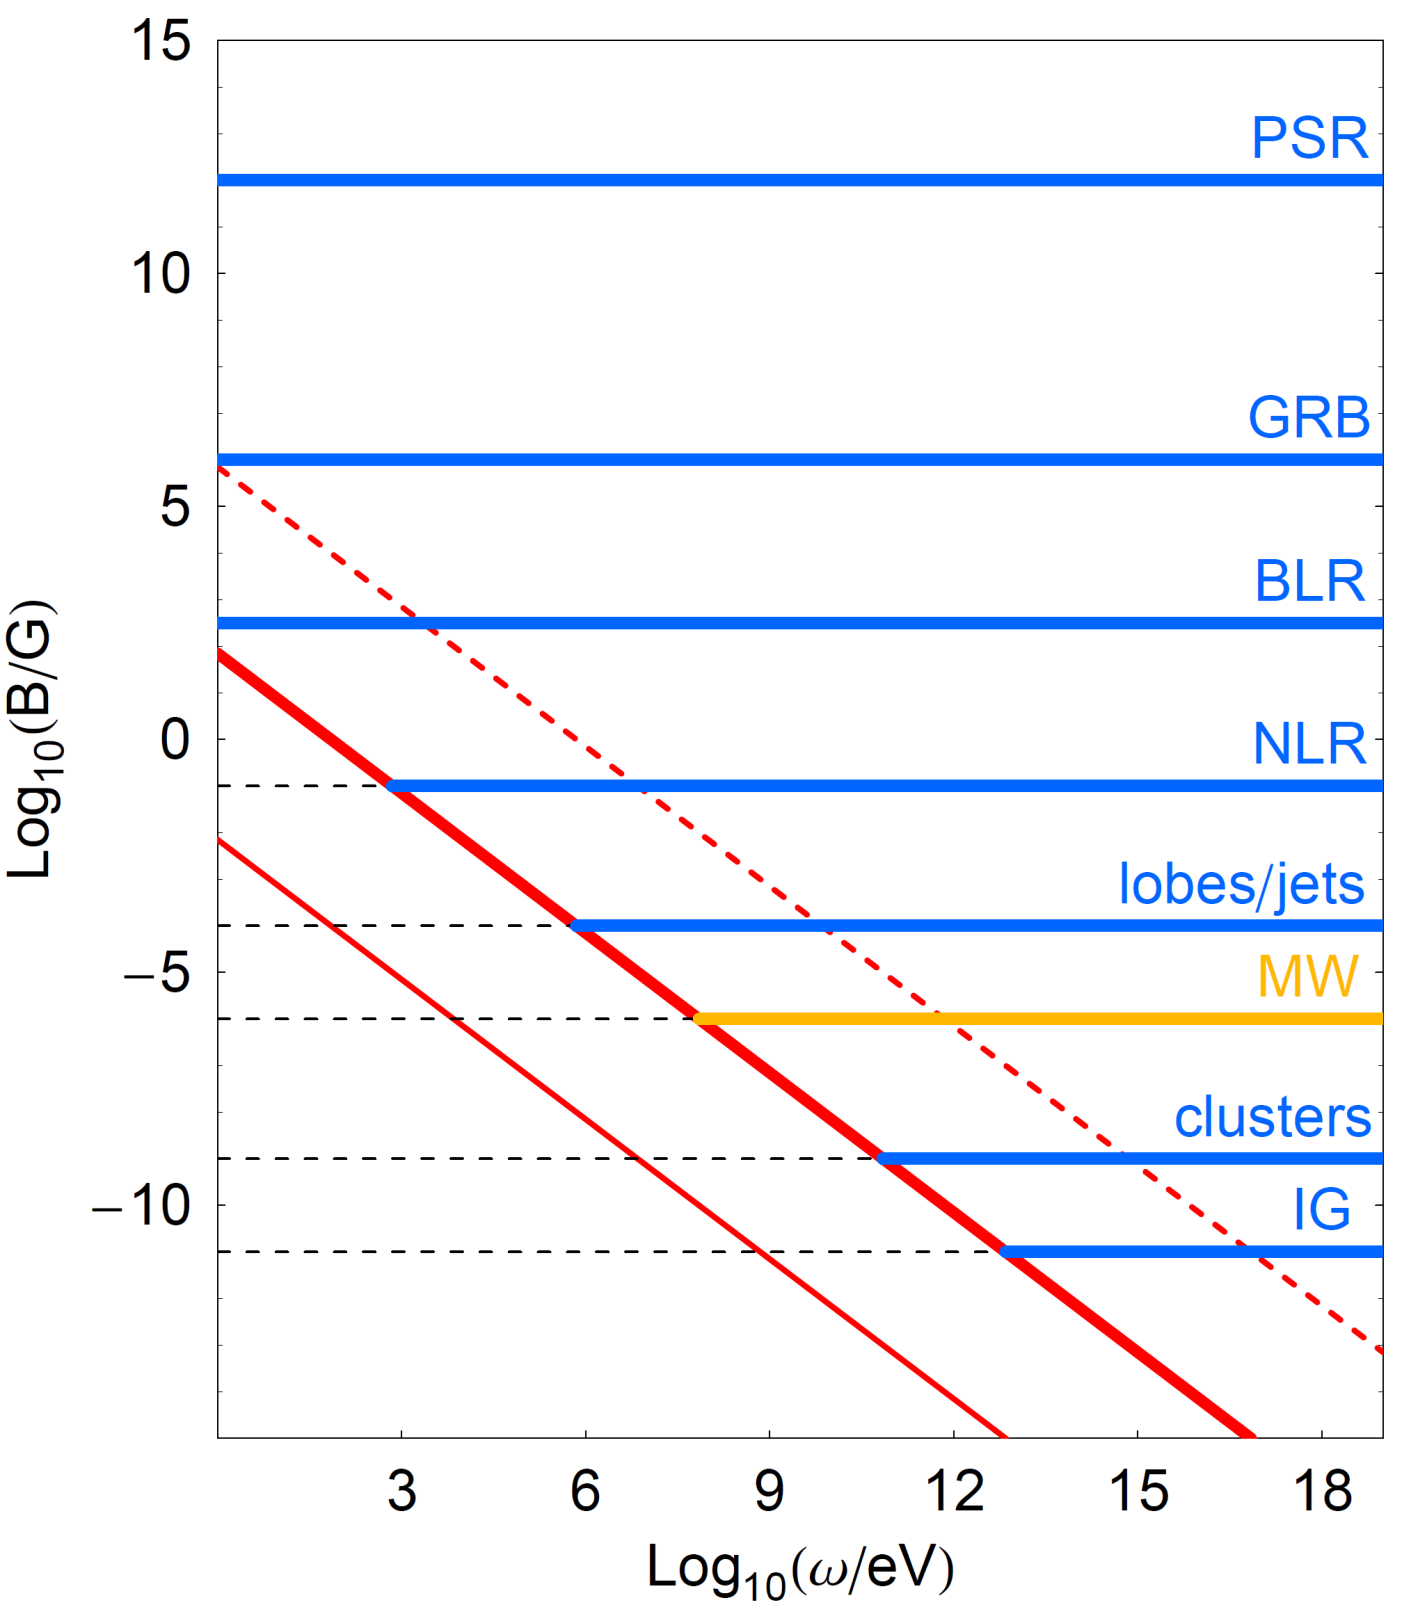 15
PSR
10
GRB
5
BLR
0
NLR
lobes/jets
−5
MW
clusters
−10
IG
3 6 9 12 15 18
Log10(ω/eV)
Log10(B/G)